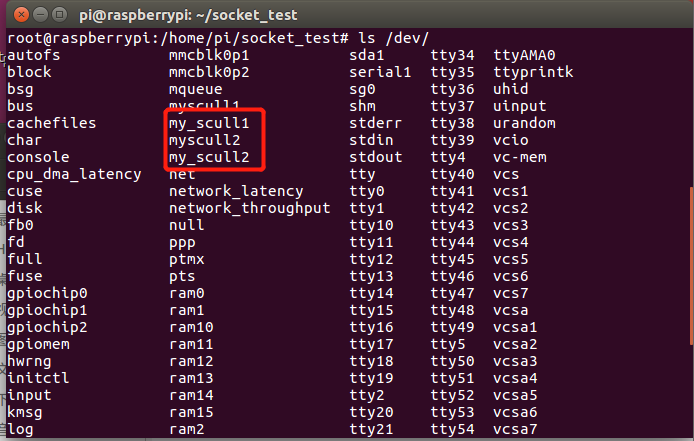 pi@raspberrypi: ~/socket_test
root@raspberrypi:/home/pi/socket_test# ls /dev/
autofs mmcblk0p1 sda1 tty34 ttyAMA0
block mmcblk0p2 serial1 tty35 ttyprintk
bsg mqueue sg0 tty36 uhid
bus myscull1 shm tty37 uinput
cachefiles my_scull1 stderr tty38 urandom
char myscull2 stdin tty39 vcio
console my_scull2 stdout tty4 vc-mem
cpu_dma_latency net tty tty40 vcs
cuse network_latency tty0 tty41 vcs1
disk network_throughput tty1 tty42 vcs2
fb0 null tty10 tty43 vcs3
fd ppp tty11 tty44 vcs4
full ptmx tty12 tty45 vcs5
fuse pts tty13 tty46 vcs6
gpiochip0 ram0 tty14 tty47 vcs7
gpiochip1 ram1 tty15 tty48 vcsa
gpiochip2 ram10 tty16 tty49 vcsa1
gpiomem ram11 tty17 tty5 vcsa2
hwrng ram12 tty18 tty50 vcsa3
initctl ram13 tty19 tty51 vcsa4
input ram14 tty2 tty52 vcsa5
kmsg ram15 tty20 tty53 vcsa6
log ram2 tty21 tty54 vcsa7